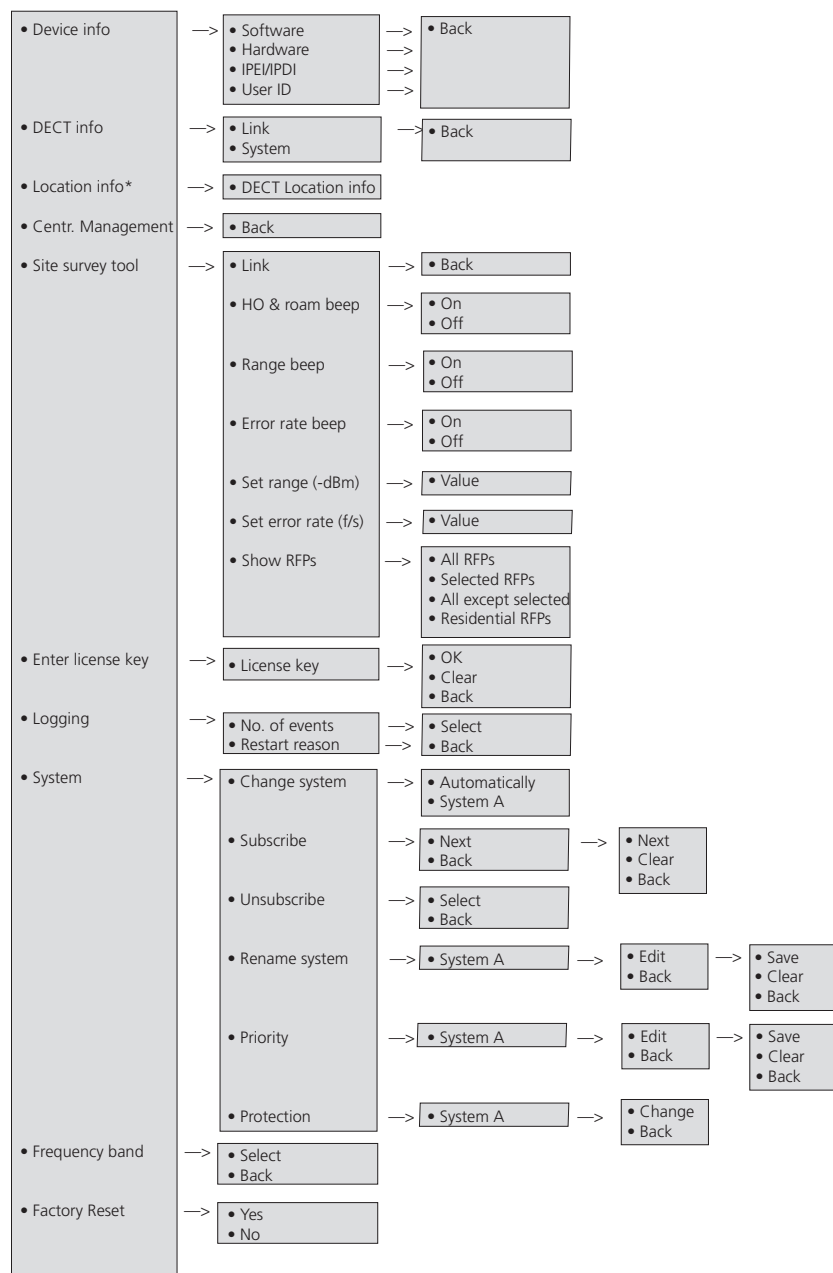 • Device info —> • Software —> • Back
• Hardware —>
• IPEI/IPDI —>
• User ID —>
• DECT info —> • Link —> • Back
• System
• Location info* —> • DECT Location info
• Centr. Management —> • Back
• Site survey tool —> • Link —> • Back
• HO & roam beep —> • On
• Off
• Range beep —> • On
• Off
• Error rate beep —> • On
• Off
• Set range (-dBm) —> • Value
• Set error rate (f/s) —> • Value
• Show RFPs —> • All RFPs
• Selected RFPs
• All except selected
• Residential RFPs
• Enter license key —> • License key —> • OK
• Clear
• Back
• Logging —> • No. of events —> • Select
• Restart reason —> • Back
• System —> • Change system —> • Automatically
• System A
• Subscribe —> • Next —> • Next
• Back • Clear
• Back
• Unsubscribe —> • Select
• Back
• Rename system —> • System A —> • Edit —> • Save
• Back • Clear
• Back
• Priority —> • System A —> • Edit —> • Save
• Back • Clear
• Back
• Protection —> • System A —> • Change
• Back
• Frequency band —> • Select
• Back
• Factory Reset —> • Yes
• No